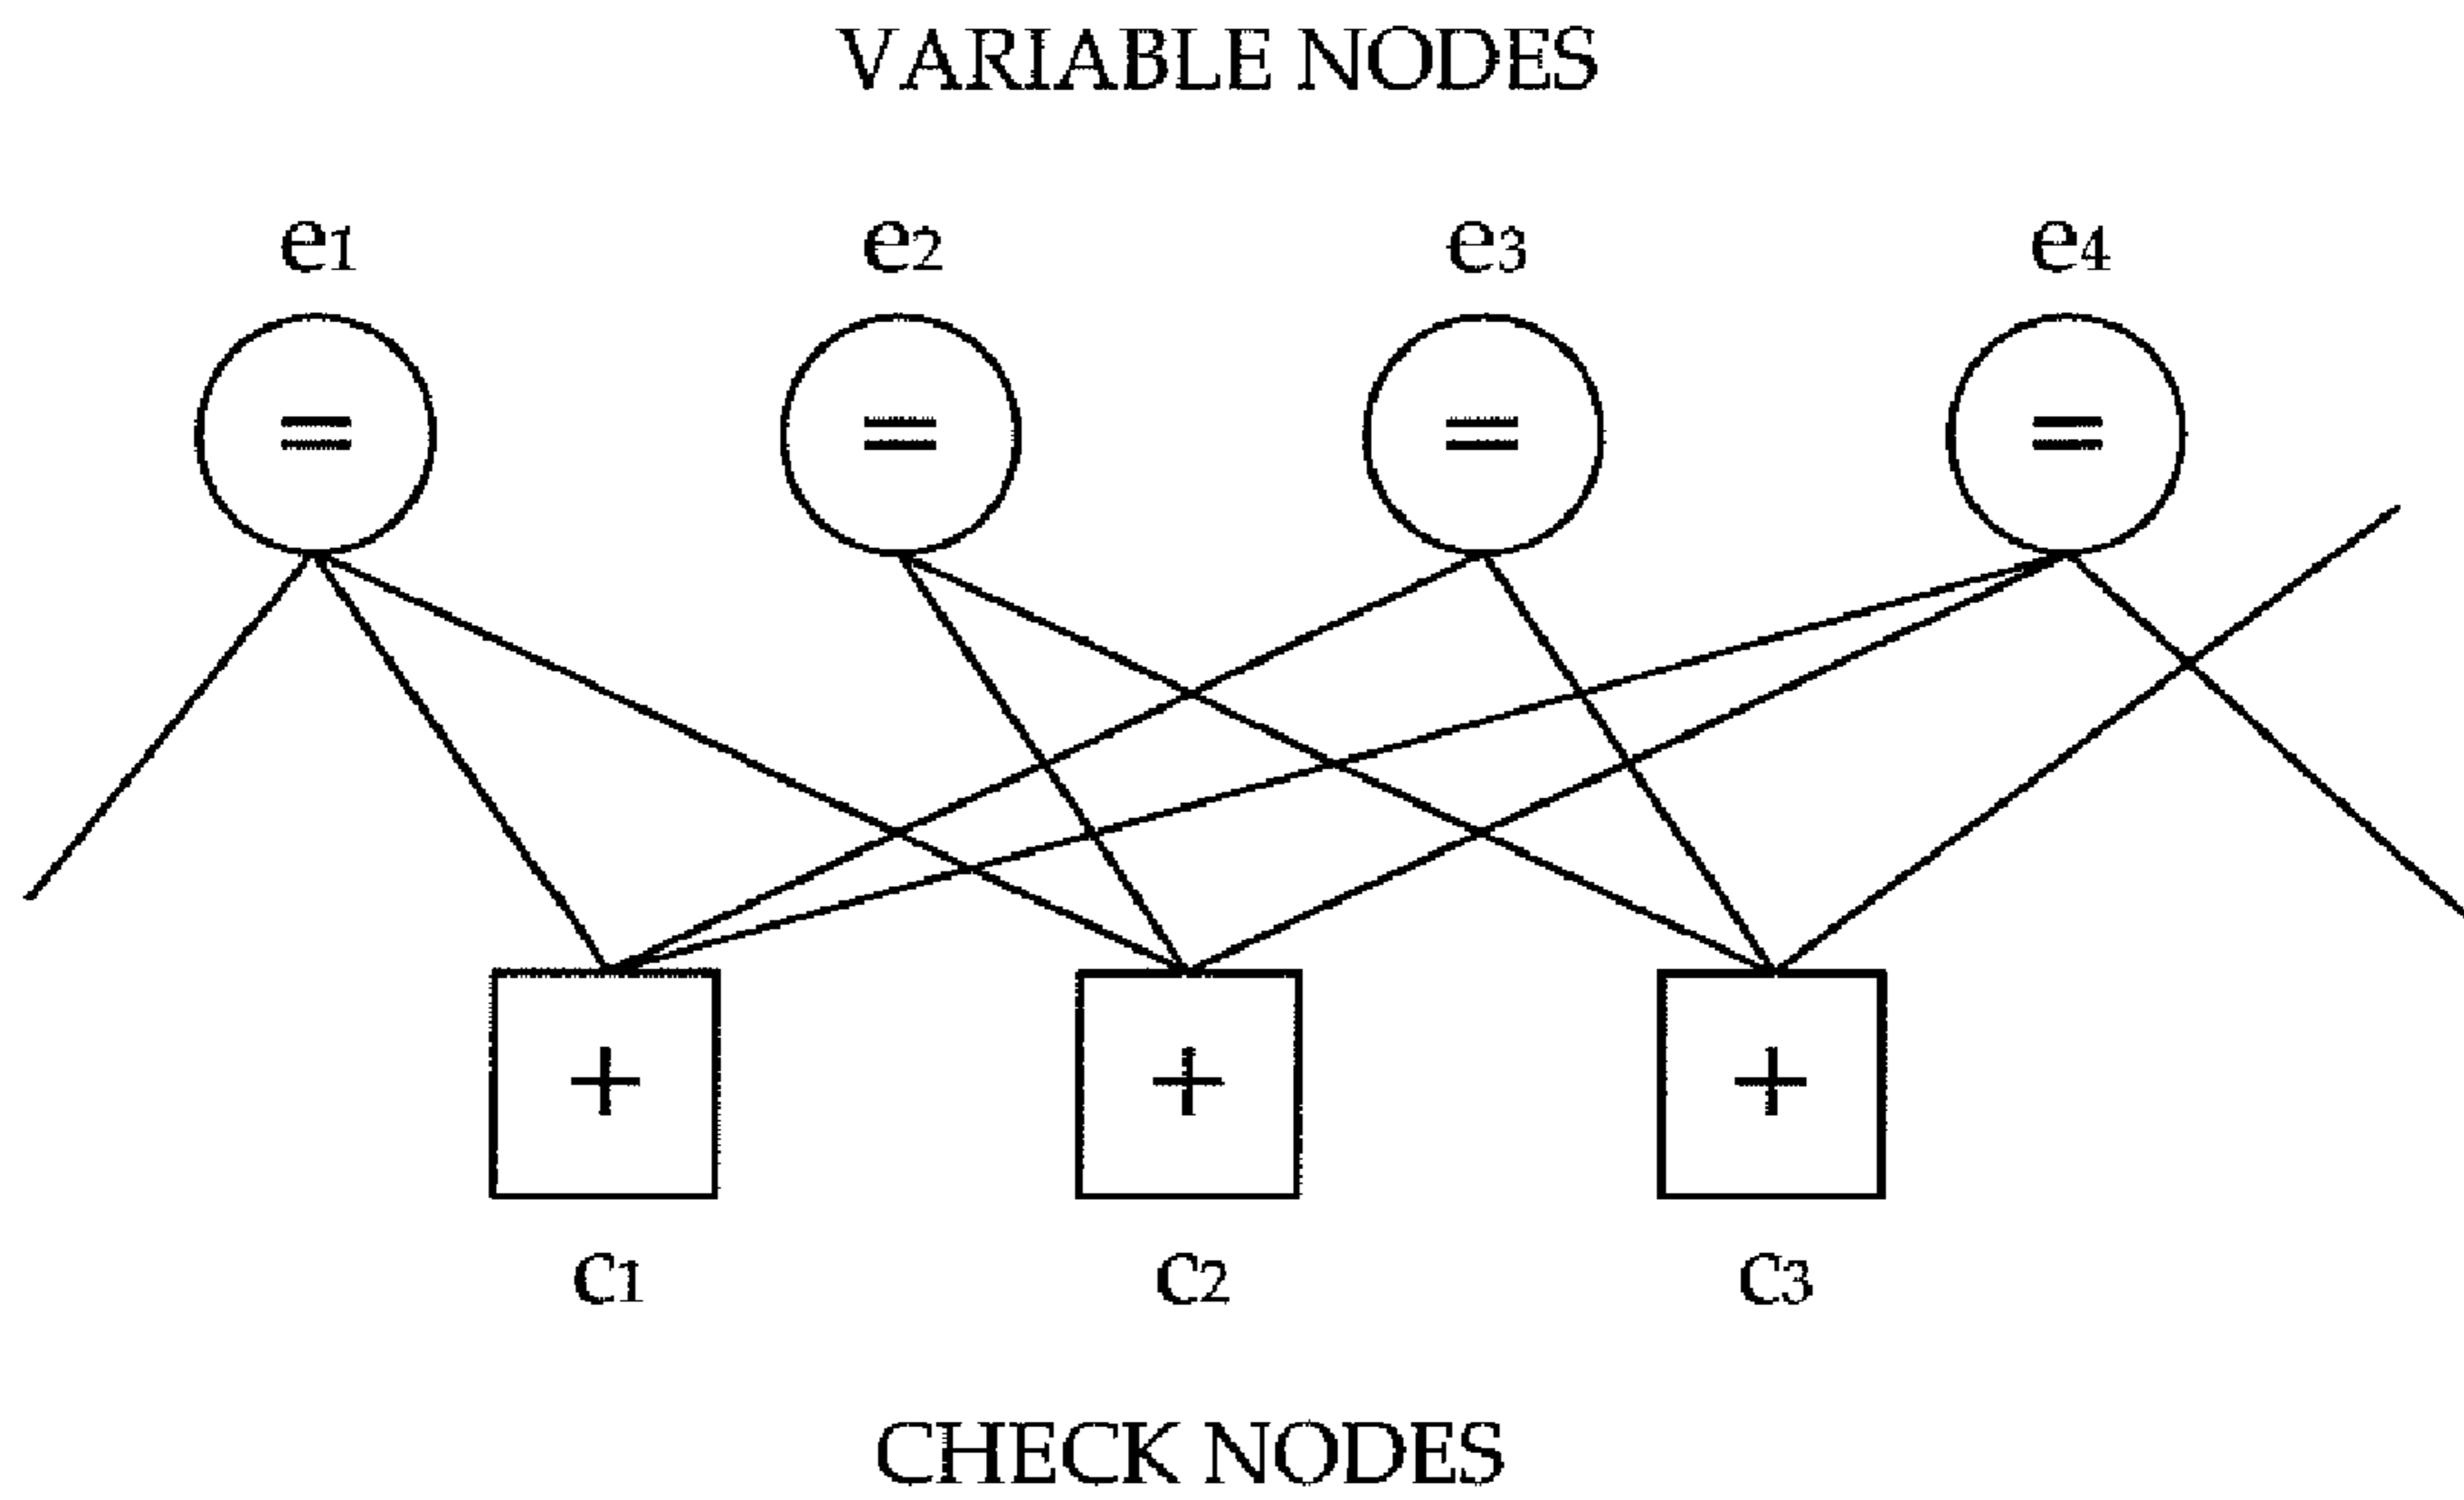 VARIABLE NODES
e1 e2 e3 e4
= = = =
+ + +
c1 c2 c3
CHECK NODES